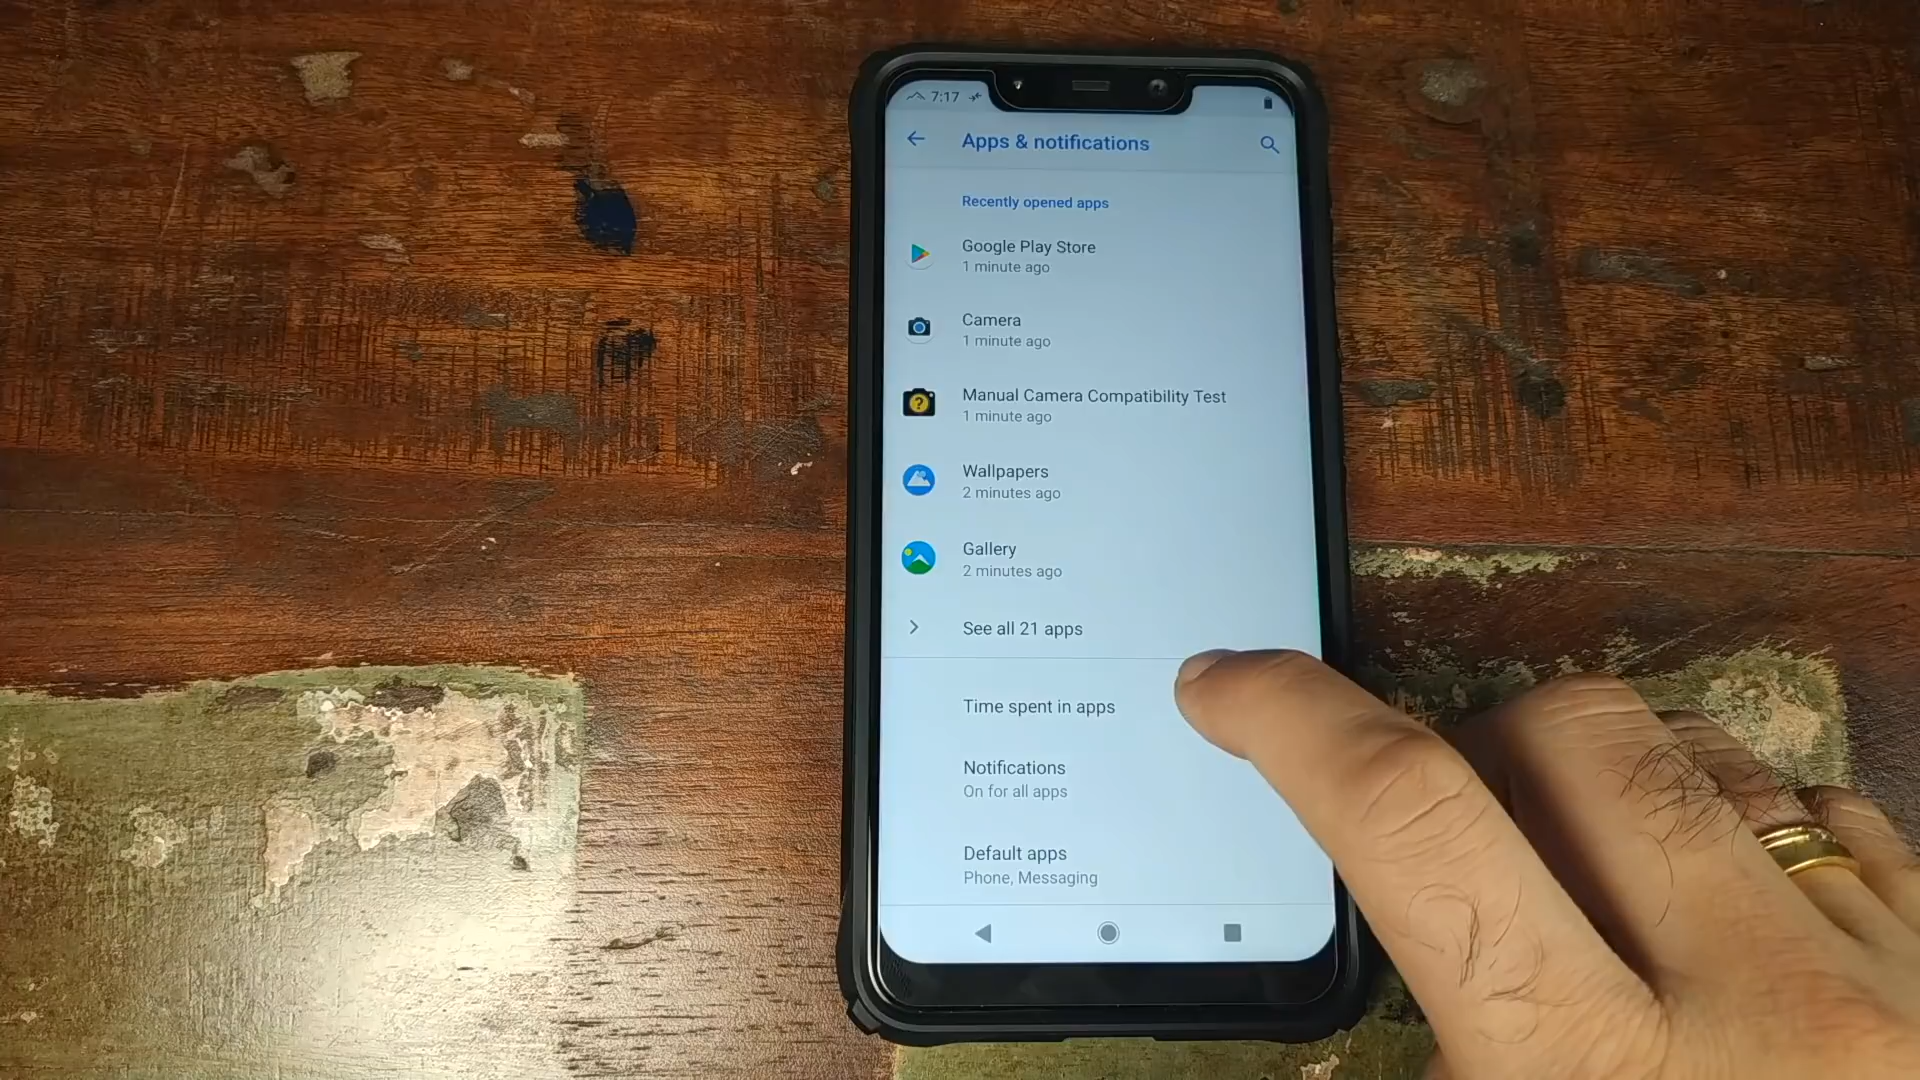 7:17
Apps & notifications
Recently opened apps
Google Play Store
1 minute ago
Camera
1 minute ago
?
Manual Camera Compatibility Test
1 minute ago
Wallpapers
2 minutes ago
Gallery
2 minutes ago
See all 21 apps
Time spent in apps
Notifications
On for all apps
Default apps
Phone, Messaging